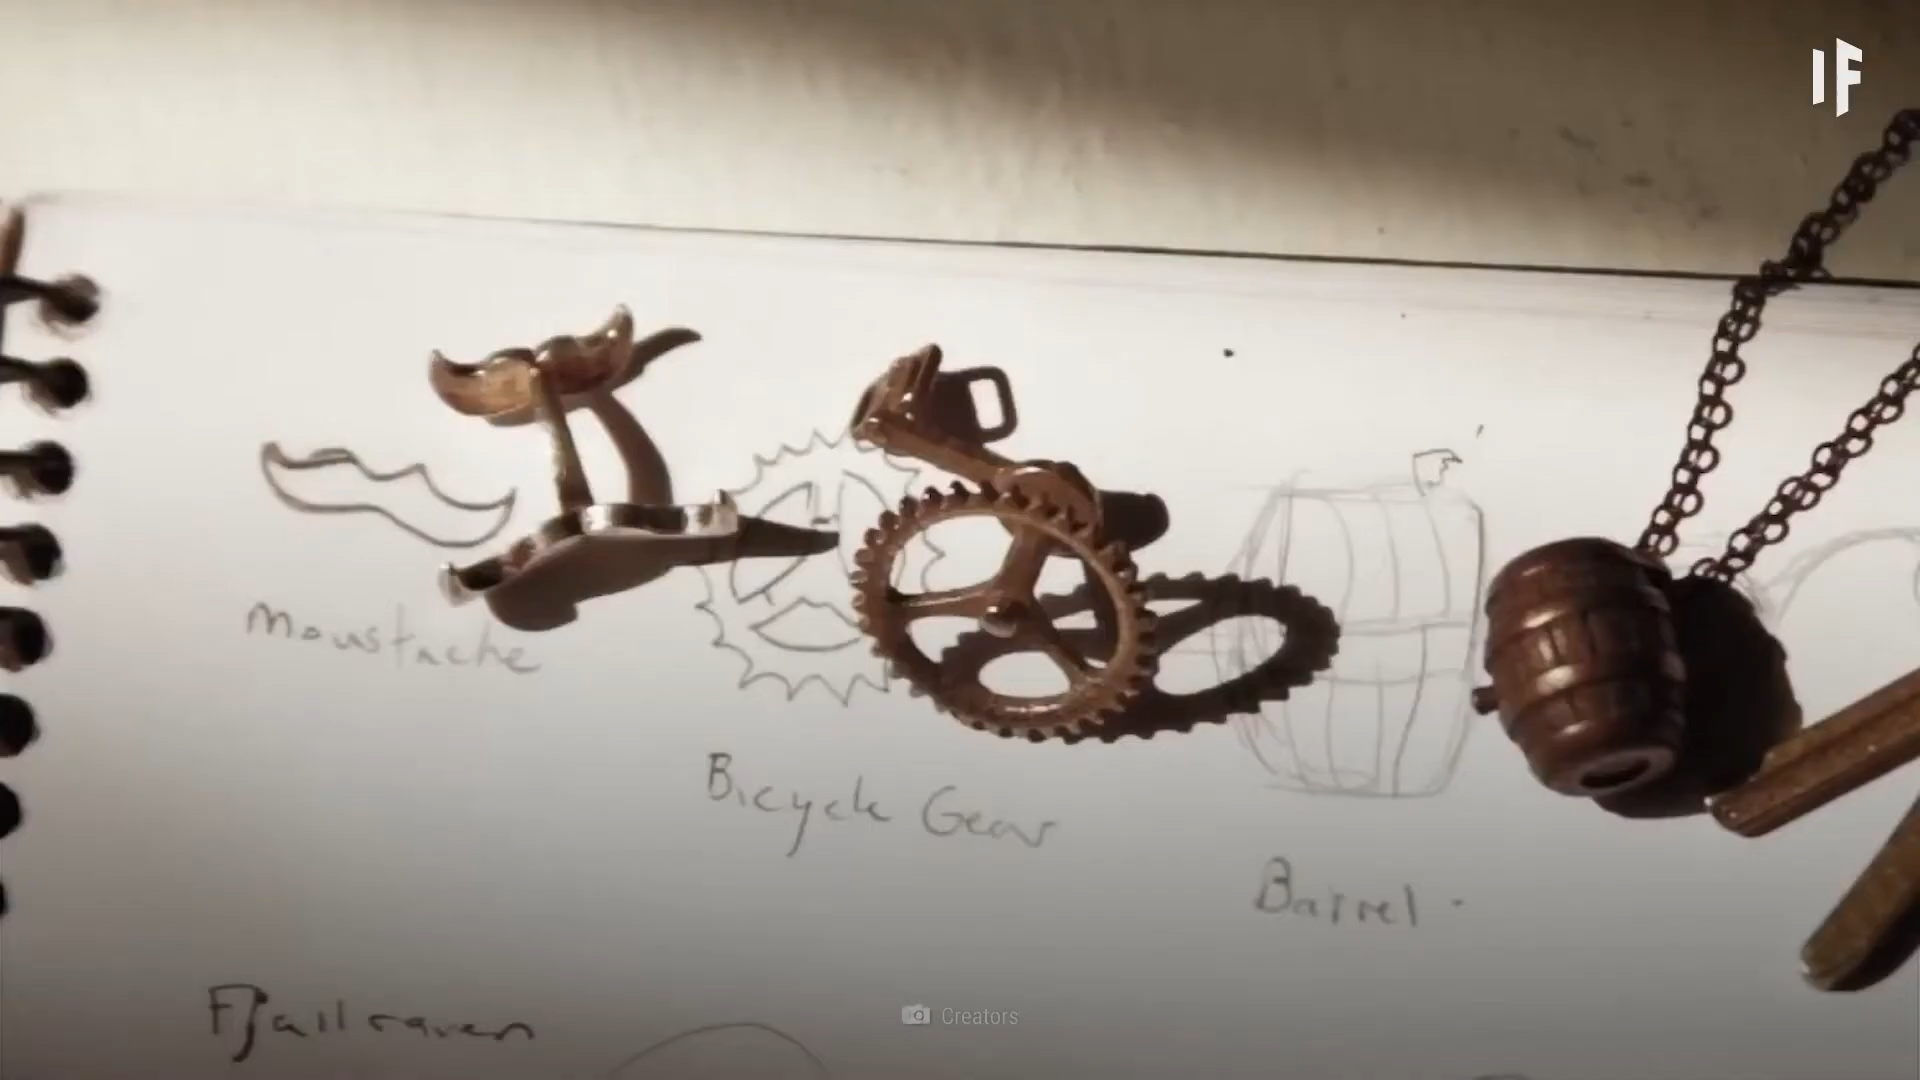 IF
Moustache
Bicycle Gear
Barrel
Fjallraven
Creators